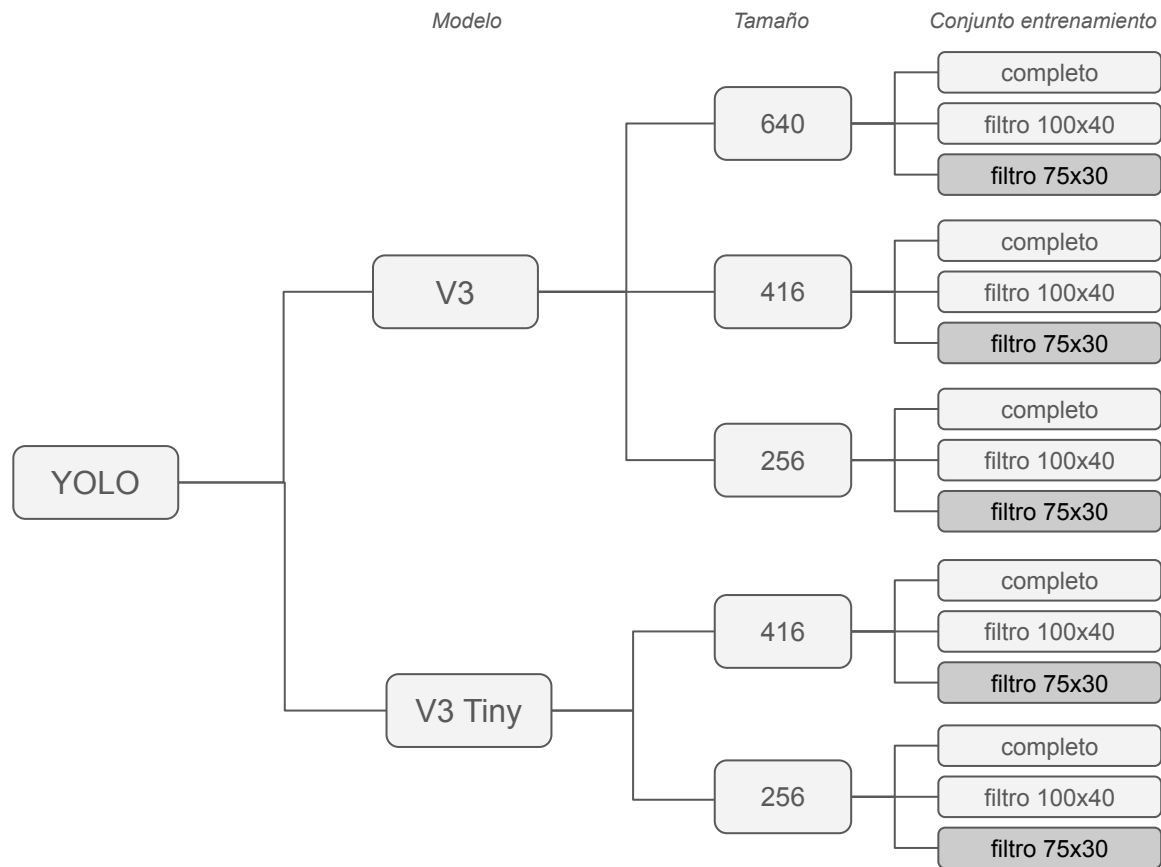 Modelo
Tamaño
Conjunto entrenamiento
YOLO
V3
640
completo
filtro 100x40
filtro 75x30
416
completo
filtro 100x40
filtro 75x30
256
completo
filtro 100x40
filtro 75x30
V3 Tiny
416
completo
filtro 100x40
filtro 75x30
256
completo
filtro 100x40
filtro 75x30